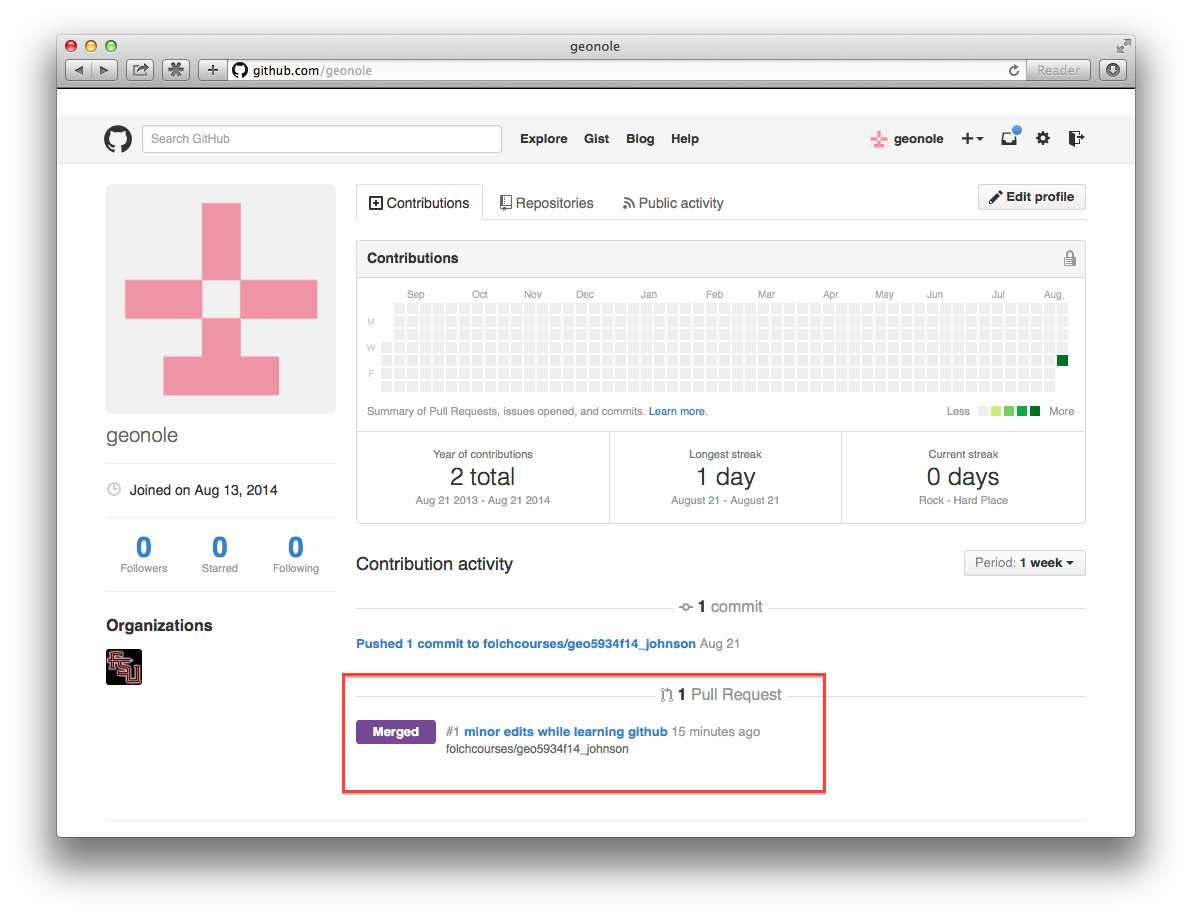 geonole
github.com/geonole
Reader
Search GitHub
Explore Gist Blog Help
geonole
Contributions
Repositories
Public activity
Edit profile
Contributions
Sep Oct Nov Dec Jan Feb Mar Apr May Jun Jul Aug
M
W
F
Summary of Pull Requests, issues opened, and commits. Learn more.
Less More
Year of contributions
2 total
Aug 21 2013 - Aug 21 2014
Longest streak
1 day
August 21 - August 21
Current streak
0 days
Rock - Hard Place
geonole
Joined on Aug 13, 2014
0 0 0
Followers Starred Following
Organizations
FSU
Contribution activity
Period: 1 week
1 commit
Pushed 1 commit to folchcourses/geo5934f14_johnson Aug 21
1 Pull Request
Merged #1 minor edits while learning github 15 minutes ago
folchcourses/geo5934f14_johnson